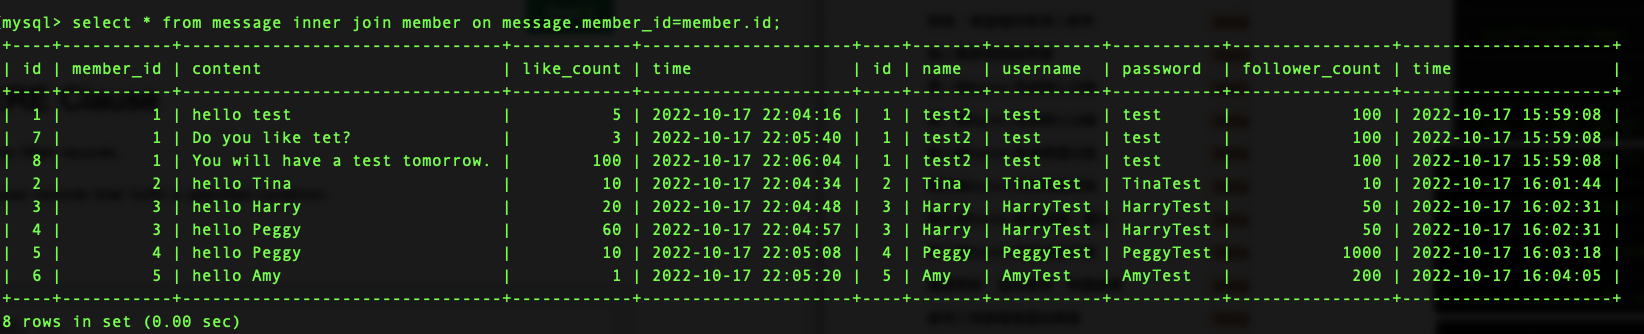 mysql> select * from message inner join member on message.member_id=member.id;
+----+-----------+--------------------------------+------------+---------------------+----+-------+-----------+-----------+----------------+---------------------+
| id | member_id | content                        | like_count | time                | id | name  | username  | password  | follower_count | time                |
+----+-----------+--------------------------------+------------+---------------------+----+-------+-----------+-----------+----------------+---------------------+
|  1 |         1 | hello test                     |          5 | 2022-10-17 22:04:16 |  1 | test2 | test      | test      |            100 | 2022-10-17 15:59:08 |
|  7 |         1 | Do you like tet?               |          3 | 2022-10-17 22:05:40 |  1 | test2 | test      | test      |            100 | 2022-10-17 15:59:08 |
|  8 |         1 | You will have a test tomorrow. |        100 | 2022-10-17 22:06:04 |  1 | test2 | test      | test      |            100 | 2022-10-17 15:59:08 |
|  2 |         2 | hello Tina                     |         10 | 2022-10-17 22:04:34 |  2 | Tina  | TinaTest  | TinaTest  |             10 | 2022-10-17 16:01:44 |
|  3 |         3 | hello Harry                    |         20 | 2022-10-17 22:04:48 |  3 | Harry | HarryTest | HarryTest |             50 | 2022-10-17 16:02:31 |
|  4 |         3 | hello Peggy                    |         60 | 2022-10-17 22:04:57 |  3 | Harry | HarryTest | HarryTest |             50 | 2022-10-17 16:02:31 |
|  5 |         4 | hello Peggy                    |         10 | 2022-10-17 22:05:08 |  4 | Peggy | PeggyTest | PeggyTest |           1000 | 2022-10-17 16:03:18 |
|  6 |         5 | hello Amy                      |          1 | 2022-10-17 22:05:20 |  5 | Amy   | AmyTest   | AmyTest   |            200 | 2022-10-17 16:04:05 |
+----+-----------+--------------------------------+------------+---------------------+----+-------+-----------+-----------+----------------+---------------------+
8 rows in set (0.00 sec)